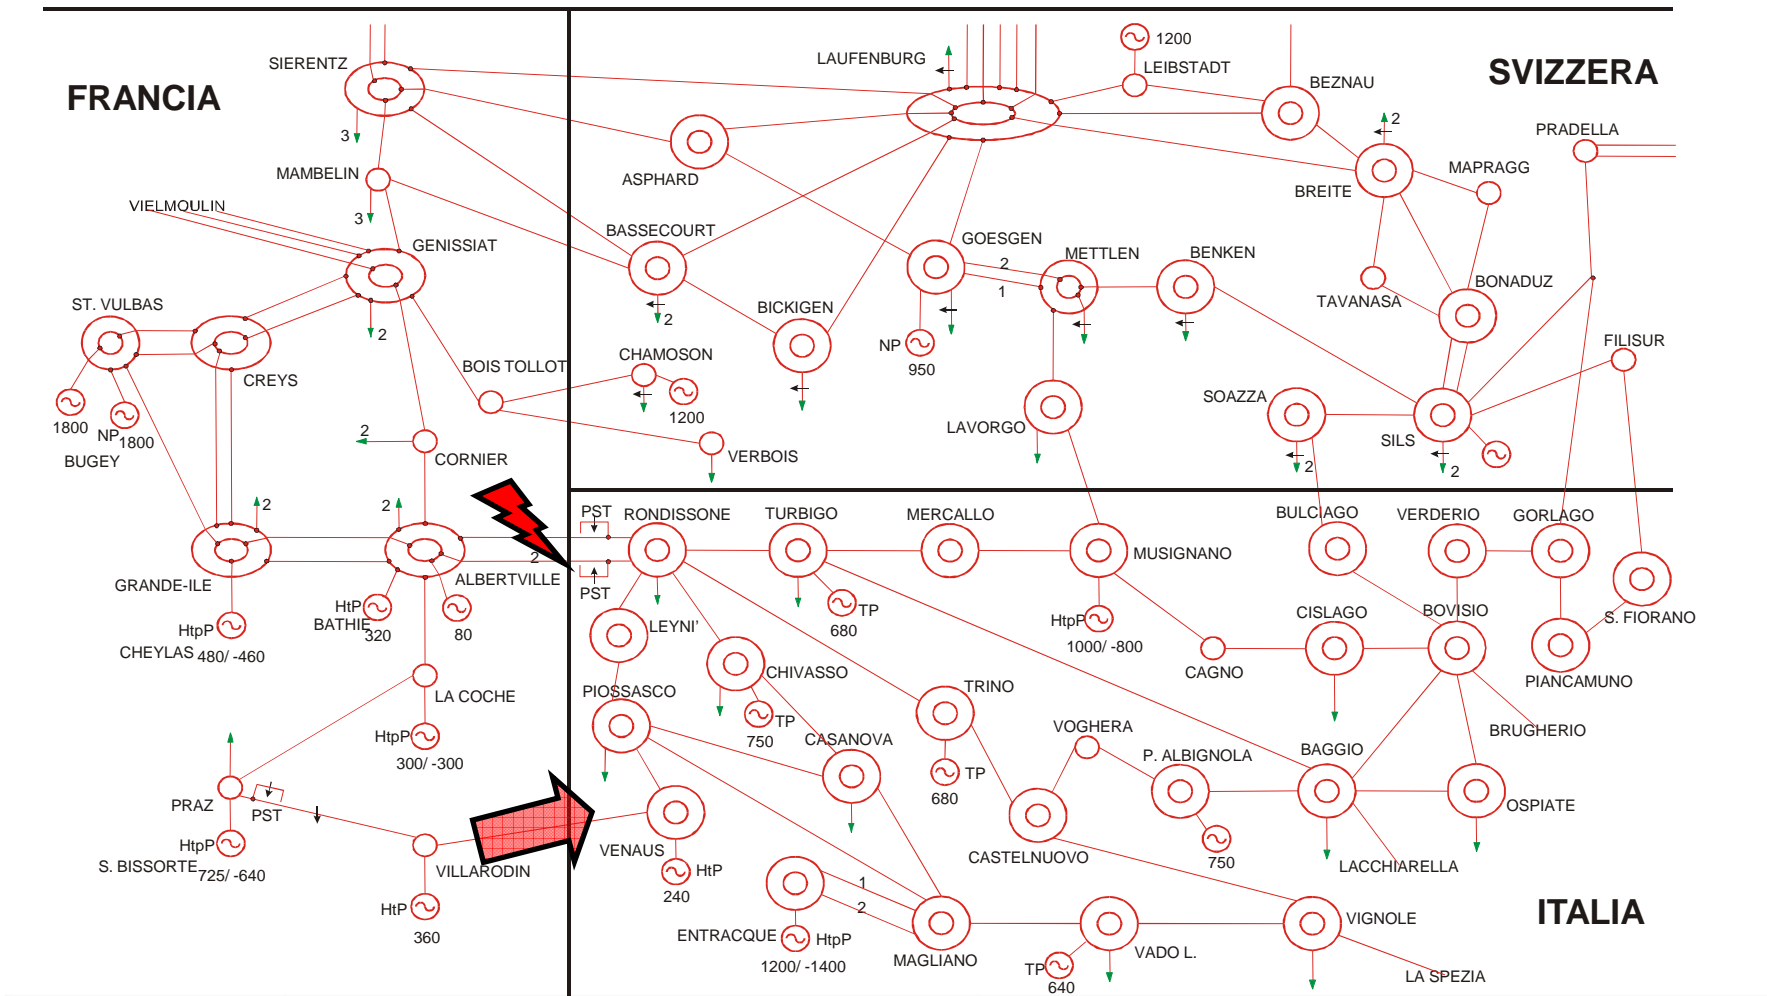 SIERENTZ
LAUFENBURG
1200
LEIBSTADT
BEZNAU
SVIZZERA
FRANCIA
3
ASPHARD
2
BREITE
MAPRAGG
PRADELLA
MAMBELIN
VIELMOULIN
3
GENISSIAT
BASSECOURT
GOESGEN
2
1
METTLEN
BENKEN
TAVANASA
BONADUZ
ST. VULBAS
2
CREYS
2
BICKIGEN
NP
950
FILISUR
BOIS TOLLOT
CHAMOSON
1200
1800
NP
1800
BUGEY
LAVORGO
SOAZZA
SILS
2
2
2
CORNIER
VERBOIS
2
2
PST
RONDISSONE
TURBIGO
MERCALLO
MUSIGNANO
BULCIAGO
VERDERIO
GORLAGO
2
PST
GRANDE-ILE
ALBERTVILLE
HtP
BATHIE
320
80
HtpP
CHEYLAS
480/ -460
LEYNI'
TP
680
HtpP
1000/ -800
CISLAGO
BOVISIO
S. FIORANO
CAGNO
PIANCAMUNO
LA COCHE
HtpP
300/ -300
PIOSSASCO
CHIVASSO
TP
750
TRINO
TP
680
CASANOVA
VOGHERA
P. ALBIGNOLA
750
BAGGIO
BRUGHERIO
OSPIATE
PRAZ
PST
HtpP
S. BISSORTE
725/ -640
VILLARODIN
HtP
360
VENAUS
HtP
240
CASTELNUOVO
LACCHIARELLA
1
2
ENTRACQUE
HtpP
1200/ -1400
MAGLIANO
VADO L.
TP
640
VIGNOLE
LA SPEZIA
ITALIA